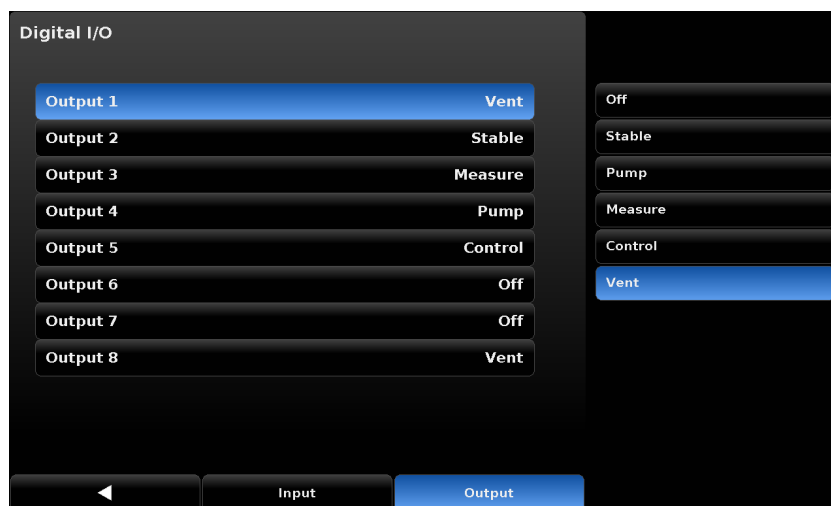 Digital I/O
Output 1 Vent
Output 2 Stable
Output 3 Measure
Output 4 Pump
Output 5 Control
Output 6 Off
Output 7 Off
Output 8 Vent
Off
Stable
Pump
Measure
Control
Vent
Input Output